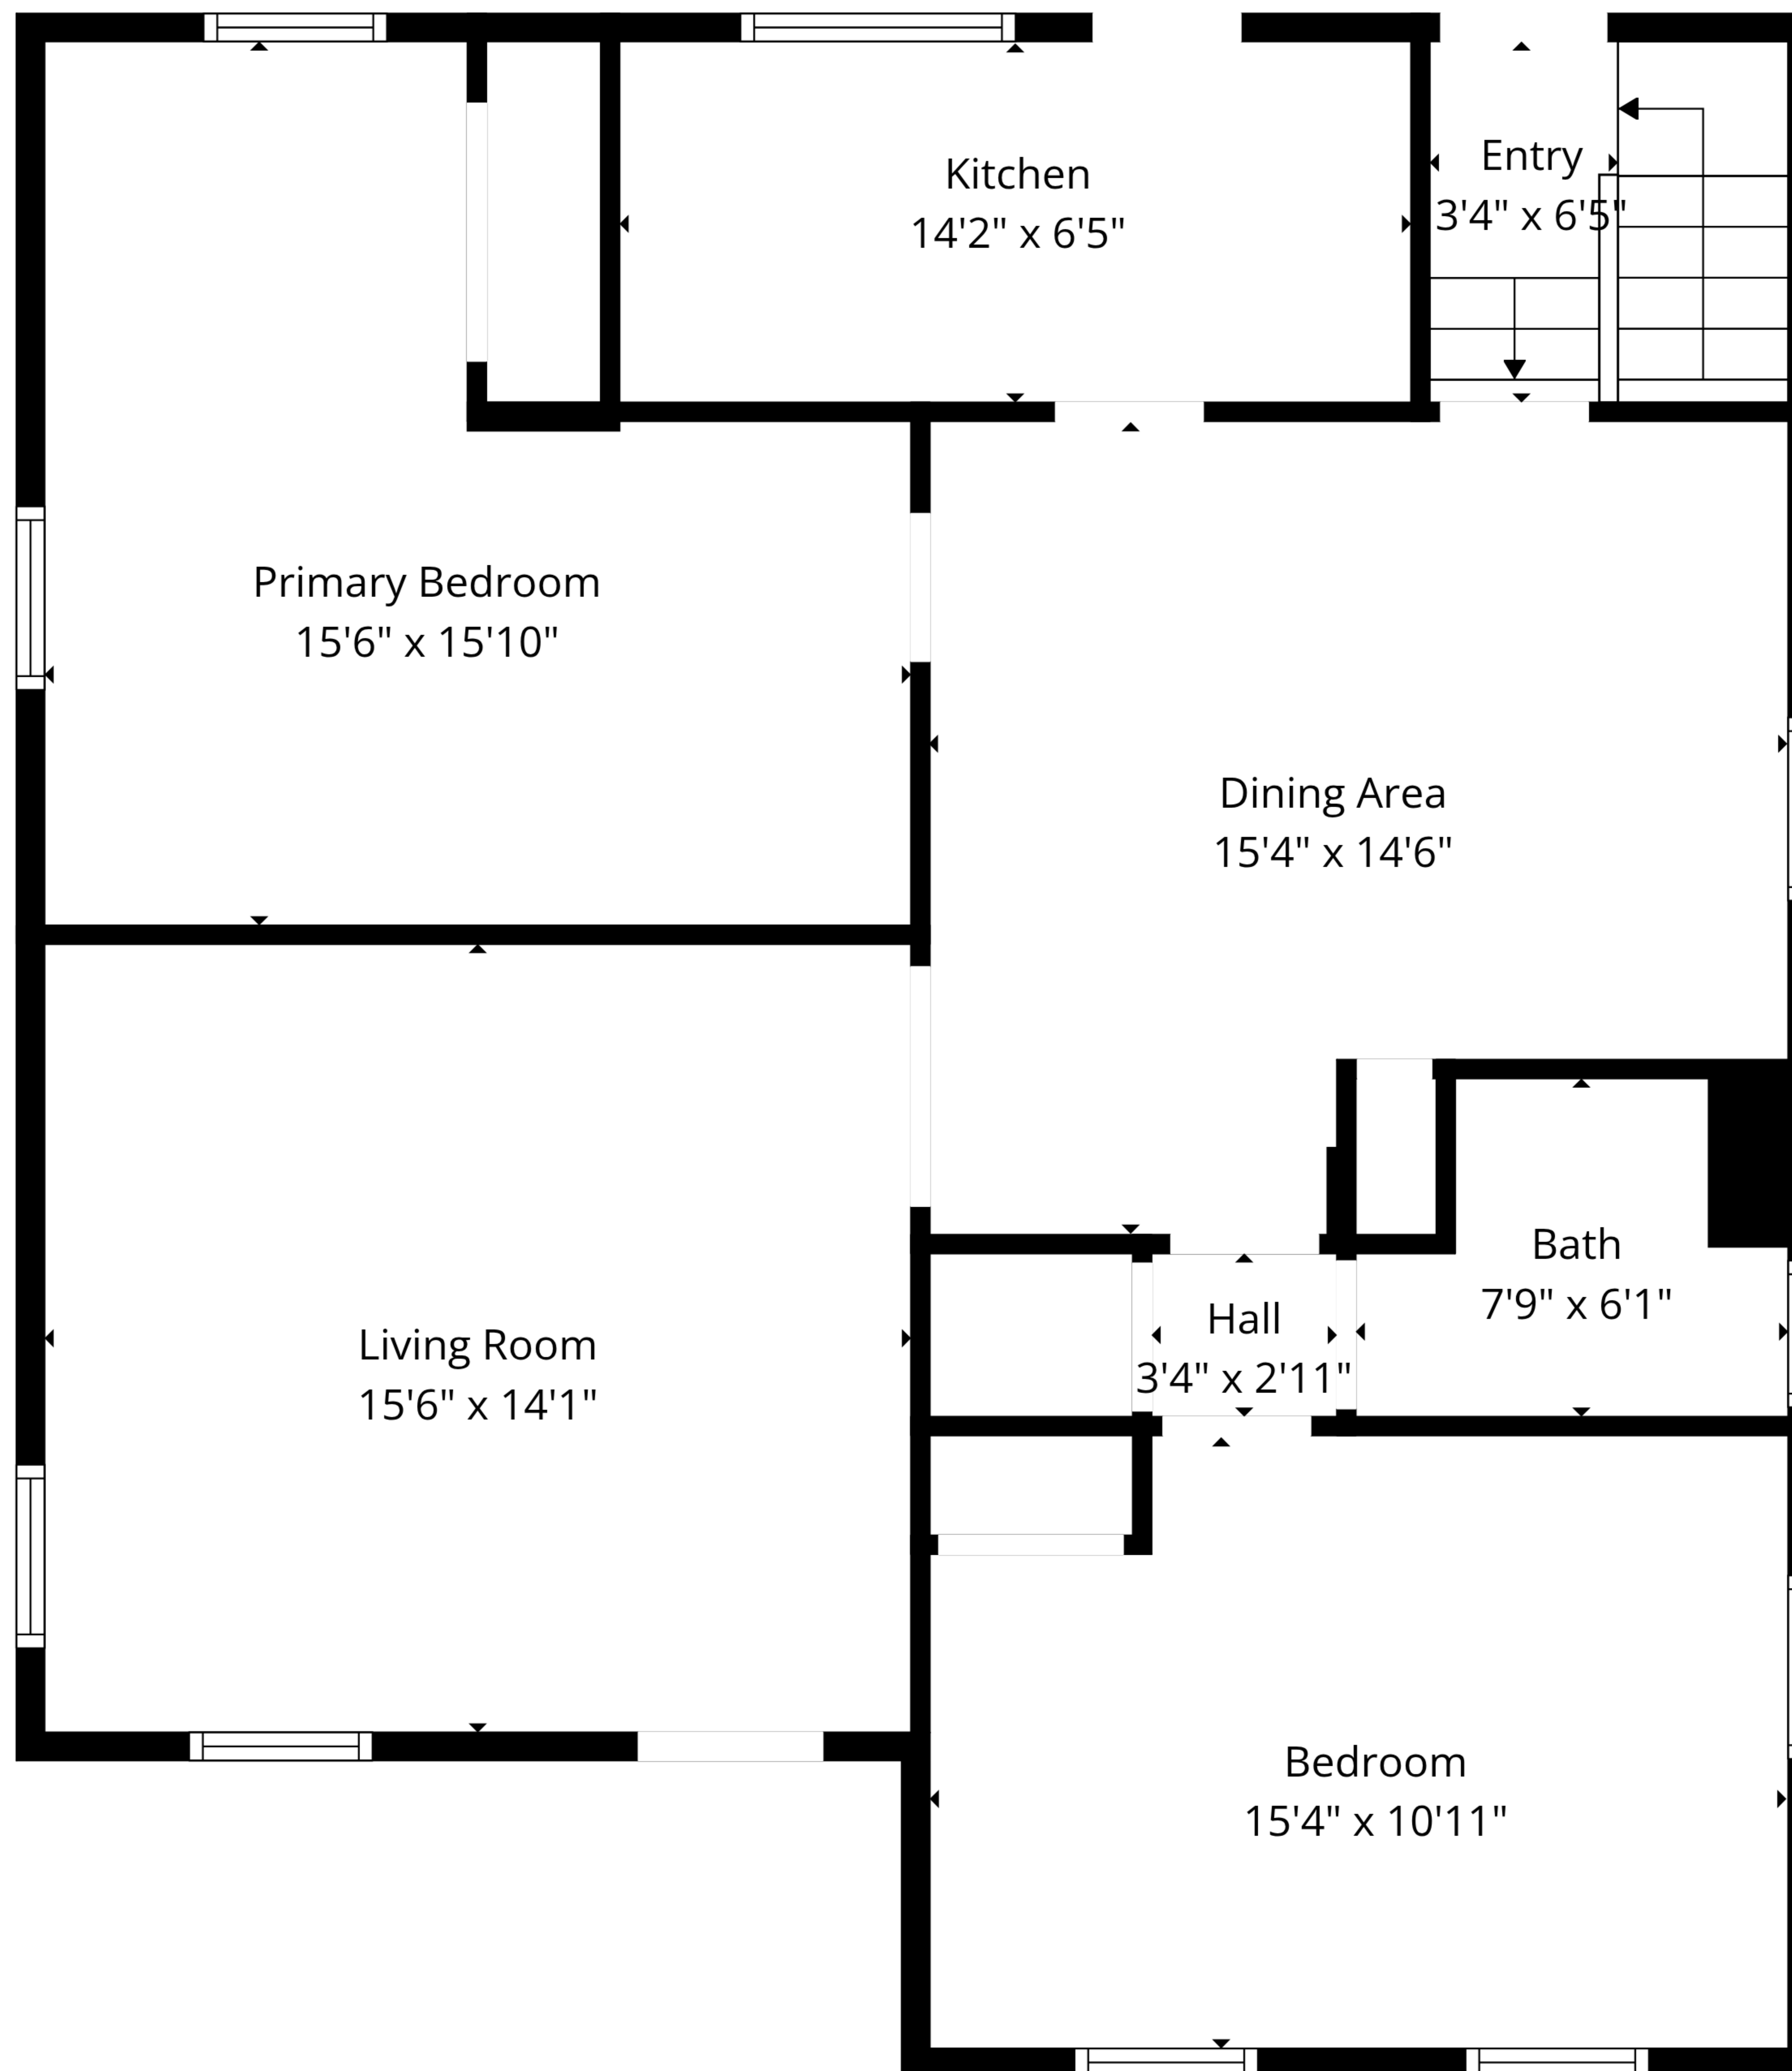 Kitchen
14'2" x 6'5"
Entry
3'4" x 6'5"
Primary Bedroom
15'6" x 15'10"
Dining Area
15'4" x 14'6"
Bath
7'9" x 6'1"
Hall
3'4" x 2'11"
Living Room
15'6" x 14'1"
Bedroom
15'4" x 10'11"